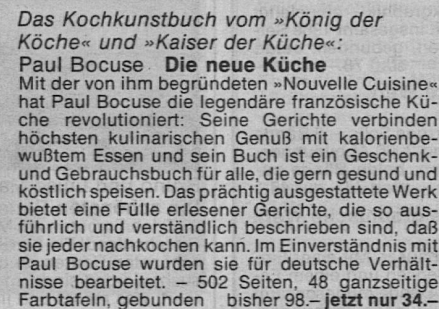 Das Kochkunstbuch vom »König der
Köche« und »Kaiser der Küche«:
Paul Bocuse Die neue Küche
Mit der von ihm begründeten »Nouvelle Cuisine«
hat Paul Bocuse die legendäre französische Kü-
che revolutioniert: Seine Gerichte verbinden
höchsten kulinarischen Genuß mit kalorienbe-
wußtem Essen und sein Buch ist ein Geschenk-
und Gebrauchsbuch für alle, die gern gesund und
köstlich speisen. Das prächtig ausgestattete Werk
bietet eine Fülle erlesener Gerichte, die so aus-
führlich und verständlich beschrieben sind, daß
sie jeder nachkochen kann. Im Einverständnis mit
Paul Bocuse wurden sie für deutsche Verhält-
nisse bearbeitet. – 502 Seiten, 48 ganzseitige
Farbtafeln, gebunden bisher 98.– jetzt nur 34.–